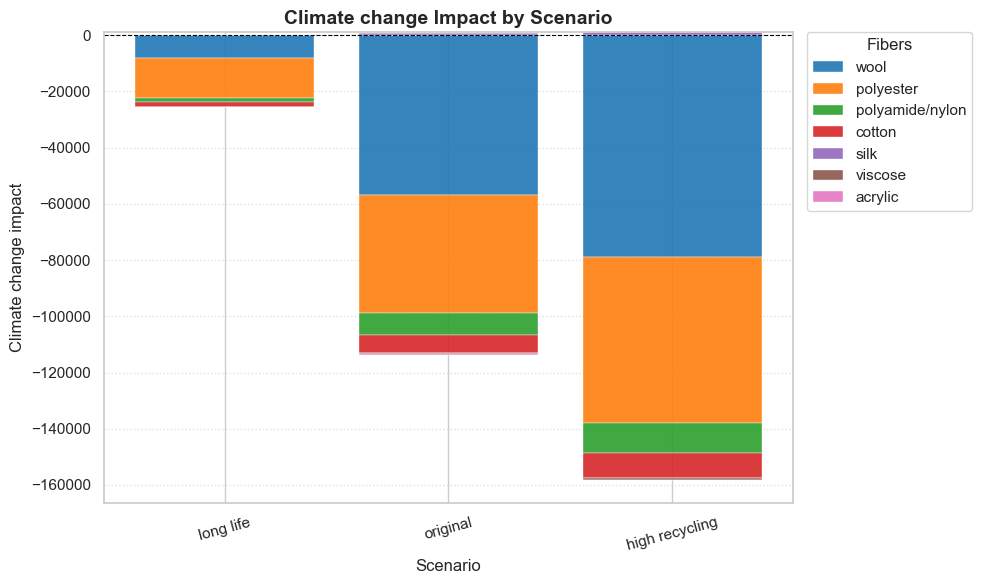 Climate change Impact by Scenario
Climate change impact
0
−20000
−40000
−60000
−80000
−100000
−120000
−140000
−160000
long life
original
high recycling
Scenario
Fibers
wool
polyester
polyamide/nylon
cotton
silk
viscose
acrylic